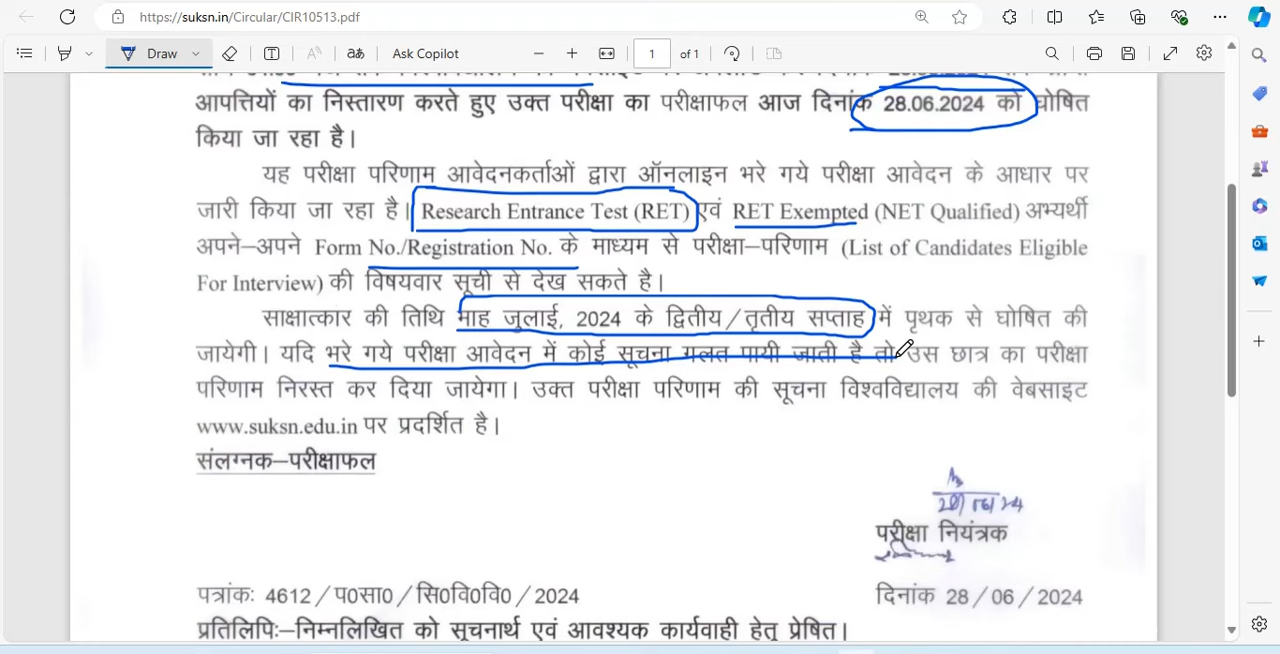 https://suksn.in/Circular/CIR10513.pdf
Draw
aあ
Ask Copilot
1
of 1
आपत्तियों का निस्तारण करते हुए उक्त परीक्षा का परीक्षाफल आज दिनांक 28.06.2024 को घोषित
किया जा रहा है।
यह परीक्षा परिणाम आवेदनकर्ताओं द्वारा ऑनलाइन भरे गये परीक्षा आवेदन के आधार पर
जारी किया जा रहा है। Research Entrance Test (RET) एवं RET Exempted (NET Qualified) अभ्यर्थी
अपने–अपने Form No./Registration No. के माध्यम से परीक्षा–परिणाम (List of Candidates Eligible
For Interview) की विषयवार सूची से देख सकते है।
साक्षात्कार की तिथि माह जुलाई, 2024 के द्वितीय/तृतीय सप्ताह में पृथक से घोषित की
जायेगी। यदि भरे गये परीक्षा आवेदन में कोई सूचना गलत पायी जाती है तो उस छात्र का परीक्षा
परिणाम निरस्त कर दिया जायेगा। उक्त परीक्षा परिणाम की सूचना विश्वविद्यालय की वेबसाइट
www.suksn.edu.in पर प्रदर्शित है।
संलग्नक–परीक्षाफल
परीक्षा नियंत्रक
पत्रांक: 4612/प0सा0/सि0वि0वि0/2024
दिनांक 28/06/2024
प्रतिलिपिः–निम्नलिखित को सूचनार्थ एवं आवश्यक कार्यवाही हेतु प्रेषित।